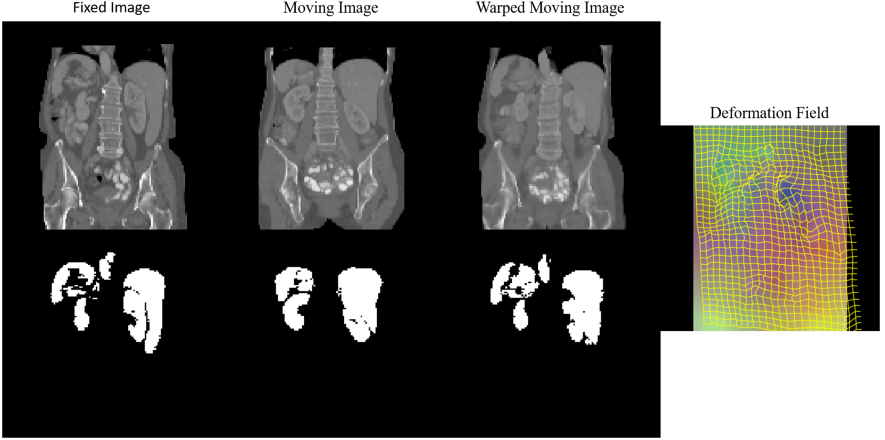 Fixed Image
Moving Image
Warped Moving Image
Deformation Field